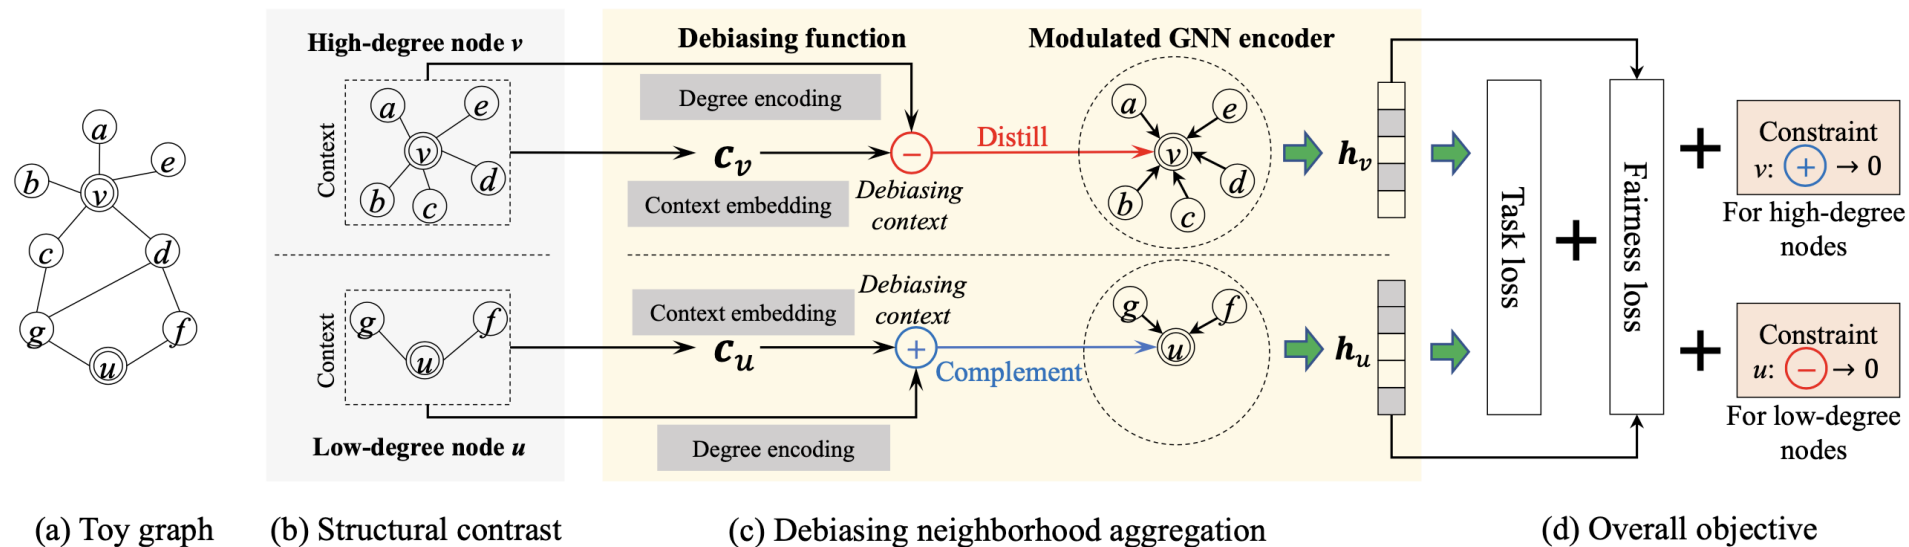 a
e
b
v
c
d
g
f
u
(a) Toy graph
High-degree node v
Context
a
e
v
d
b
c
Context
g
f
u
Low-degree node u
(b) Structural contrast
Debiasing function
Degree encoding
c_v
−
Distill
Context embedding
Debiasing
context
Debiasing
context
Context embedding
c_u
+
Complement
Degree encoding
Modulated GNN encoder
a
e
v
d
b
c
g
f
u
h_v
h_u
(c) Debiasing neighborhood aggregation
Task loss
+
Fairness loss
+
Constraint
v: + → 0
For high-degree
nodes
+
Constraint
u: − → 0
For low-degree
nodes
(d) Overall objective